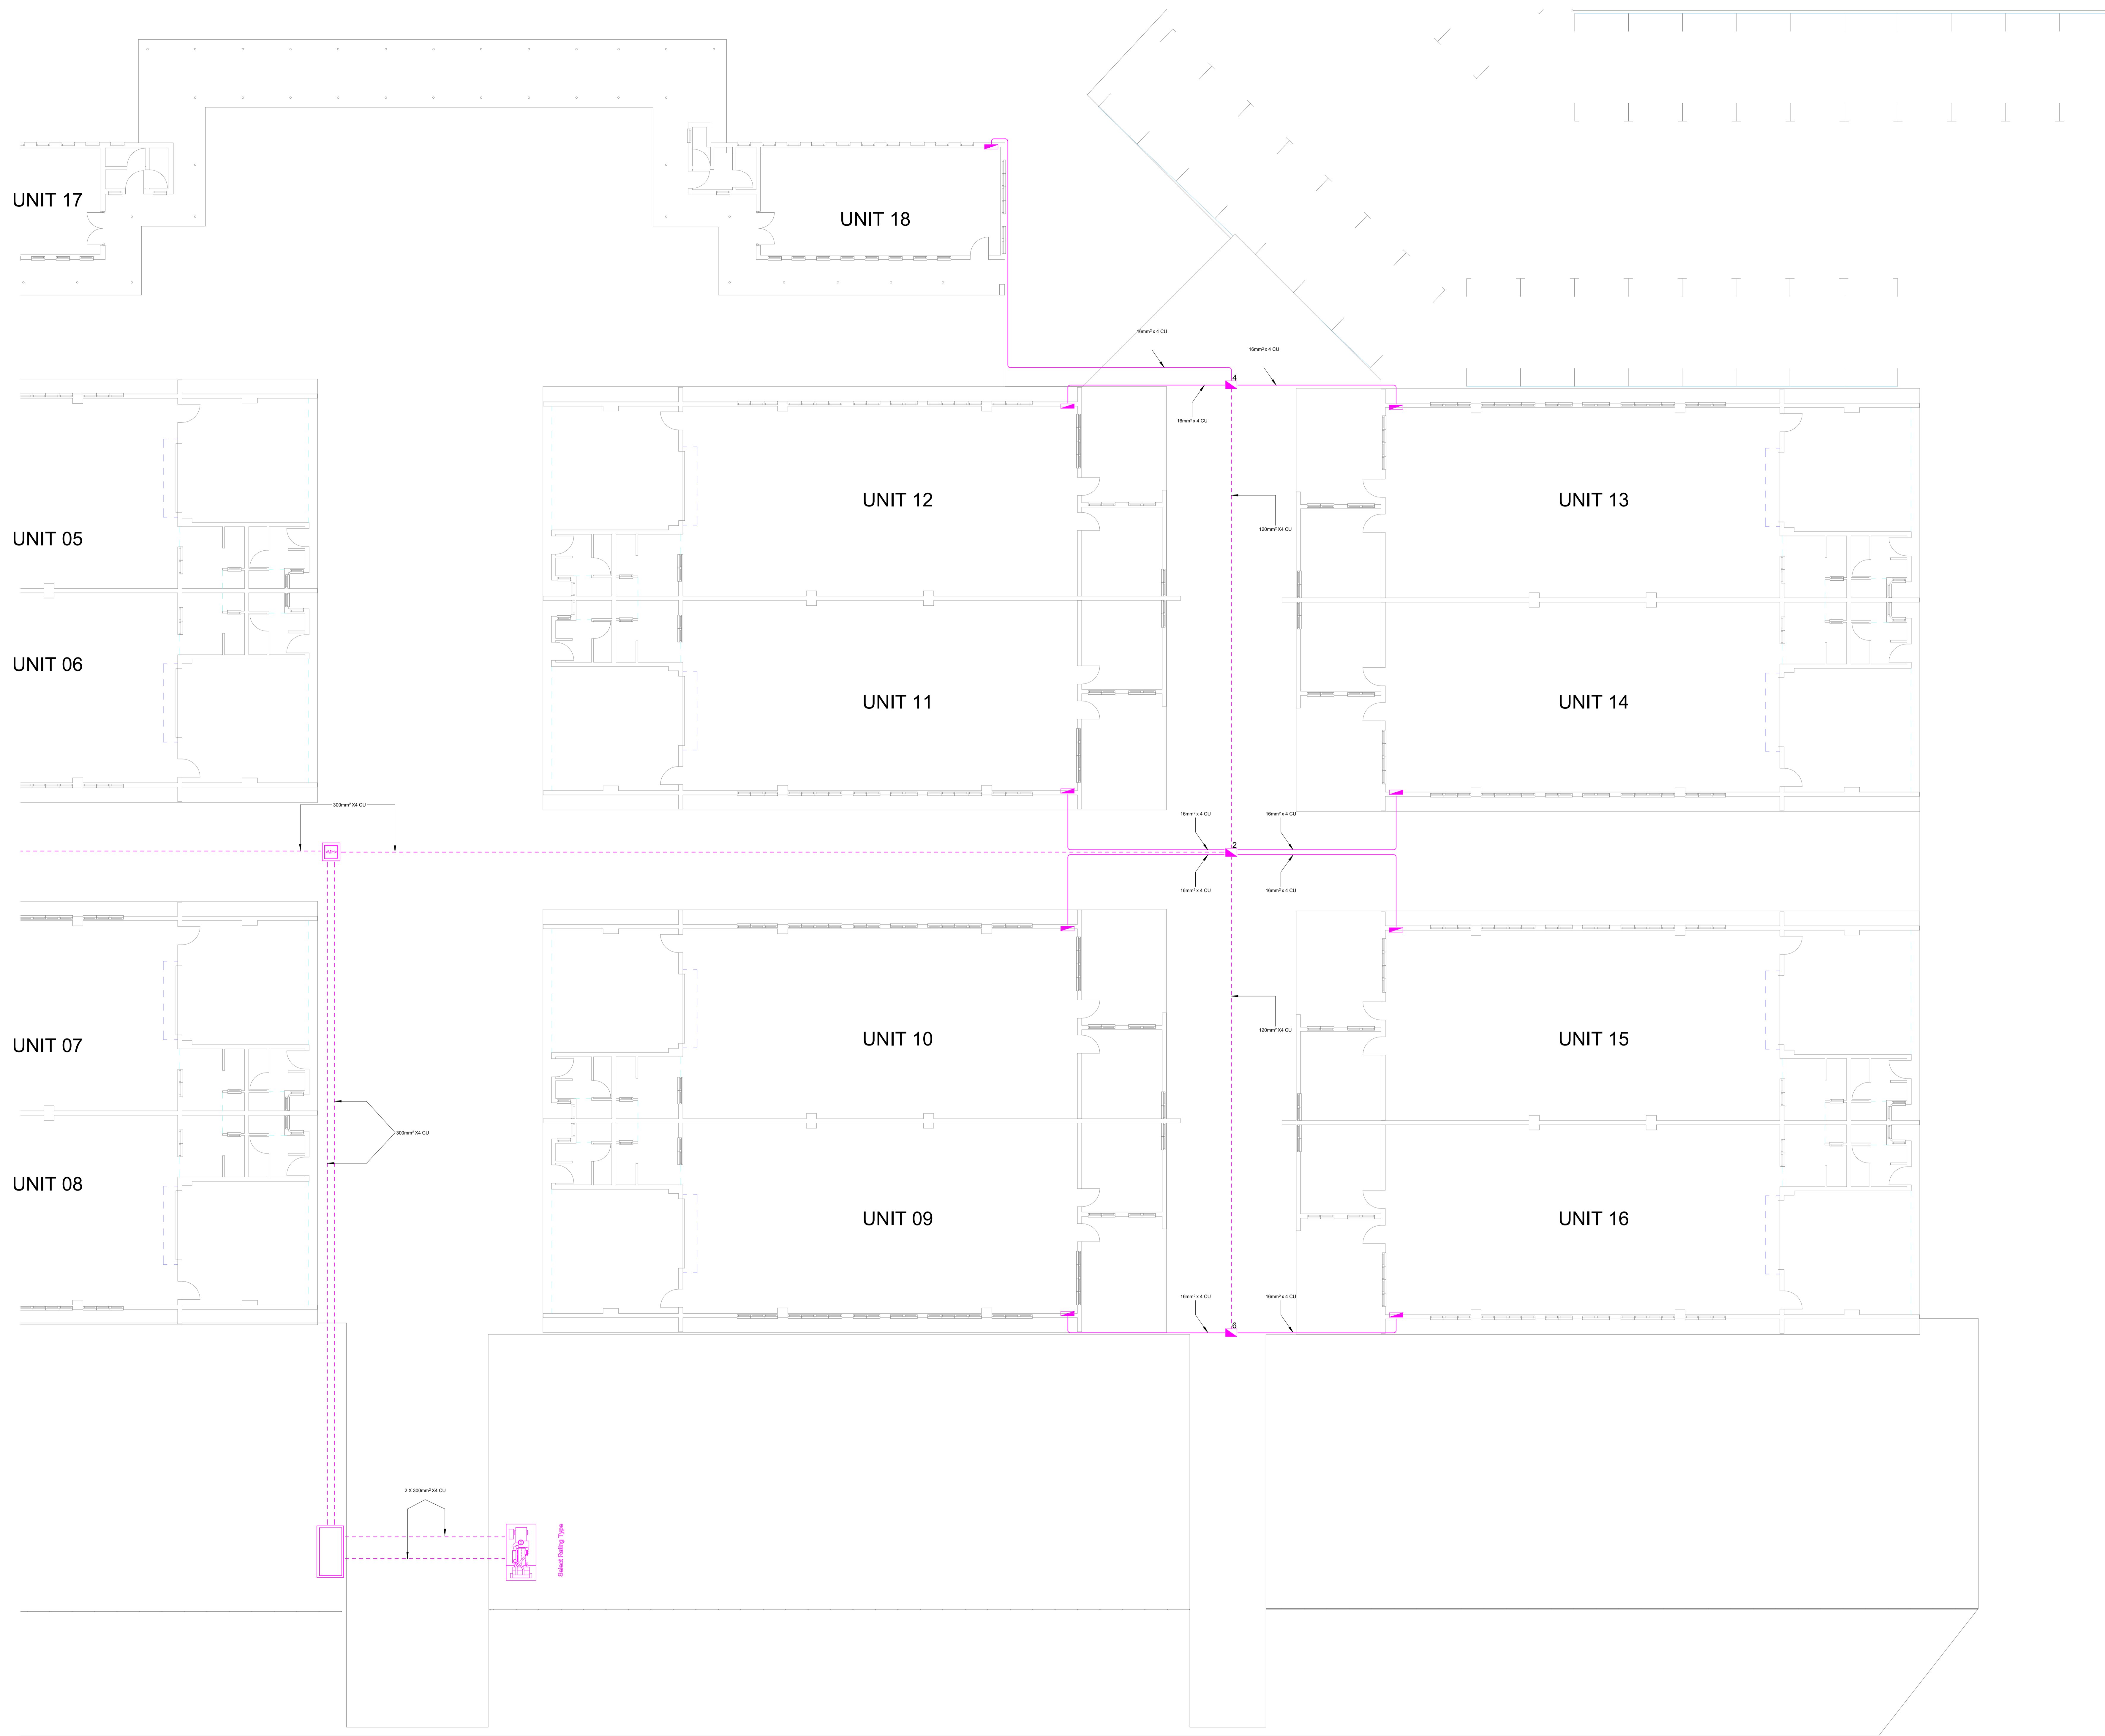 UNIT 17
UNIT 18
16mm² x 4 CU
16mm² x 4 CU
4
16mm² x 4 CU
UNIT 12
UNIT 13
120mm² X4 CU
UNIT 05
UNIT 06
UNIT 11
UNIT 14
300mm² X4 CU
16mm² x 4 CU
16mm² x 4 CU
2
16mm² x 4 CU
16mm² x 4 CU
UNIT 07
UNIT 10
UNIT 15
120mm² X4 CU
300mm² X4 CU
UNIT 08
UNIT 09
UNIT 16
16mm² x 4 CU
16mm² x 4 CU
6
2 X 300mm² X4 CU
Select Rating Type